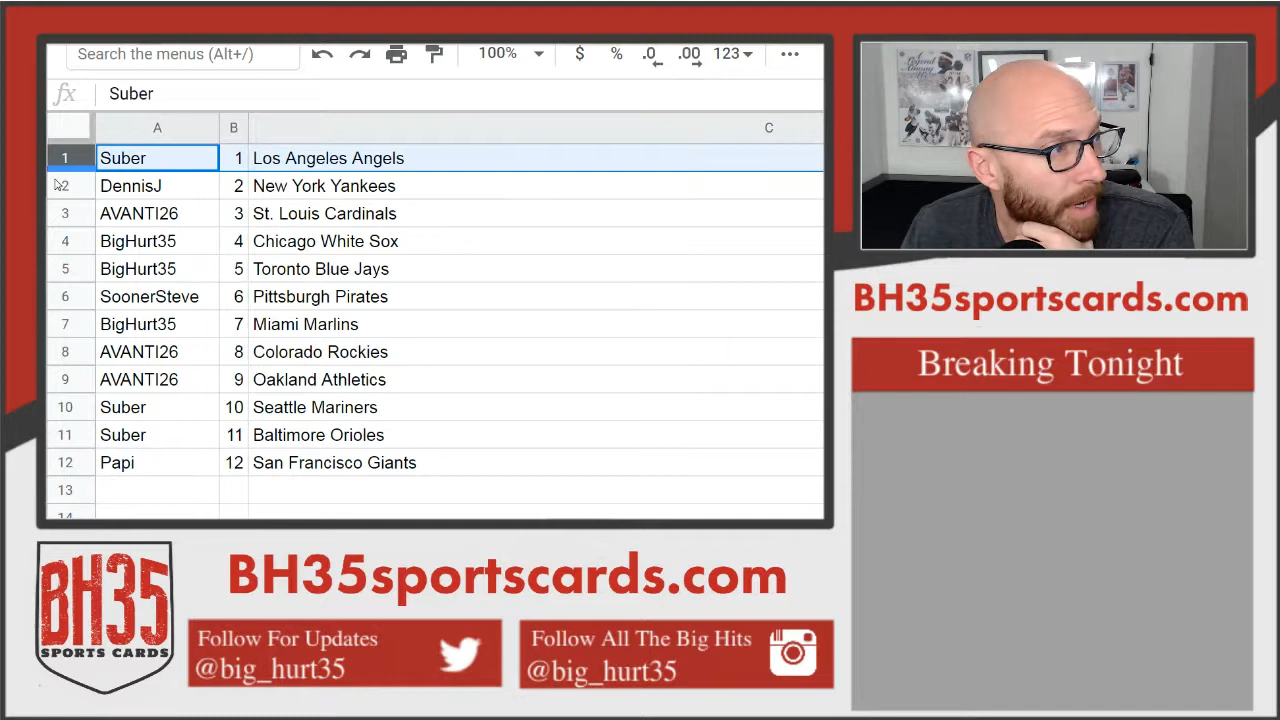 Search the menus (Alt+/)
100%
$
%
.0
.00
123
fx
Suber
A
B
C
1 Suber 1 Los Angeles Angels
2 DennisJ 2 New York Yankees
3 AVANTI26 3 St. Louis Cardinals
4 BigHurt35 4 Chicago White Sox
5 BigHurt35 5 Toronto Blue Jays
6 SoonerSteve 6 Pittsburgh Pirates
7 BigHurt35 7 Miami Marlins
8 AVANTI26 8 Colorado Rockies
9 AVANTI26 9 Oakland Athletics
10 Suber 10 Seattle Mariners
11 Suber 11 Baltimore Orioles
12 Papi 12 San Francisco Giants
13
14
BH35sportscards.com
Breaking Tonight
BH35
SPORTS CARDS
BH35sportscards.com
Follow For Updates
@big_hurt35
Follow All The Big Hits
@big_hurt35